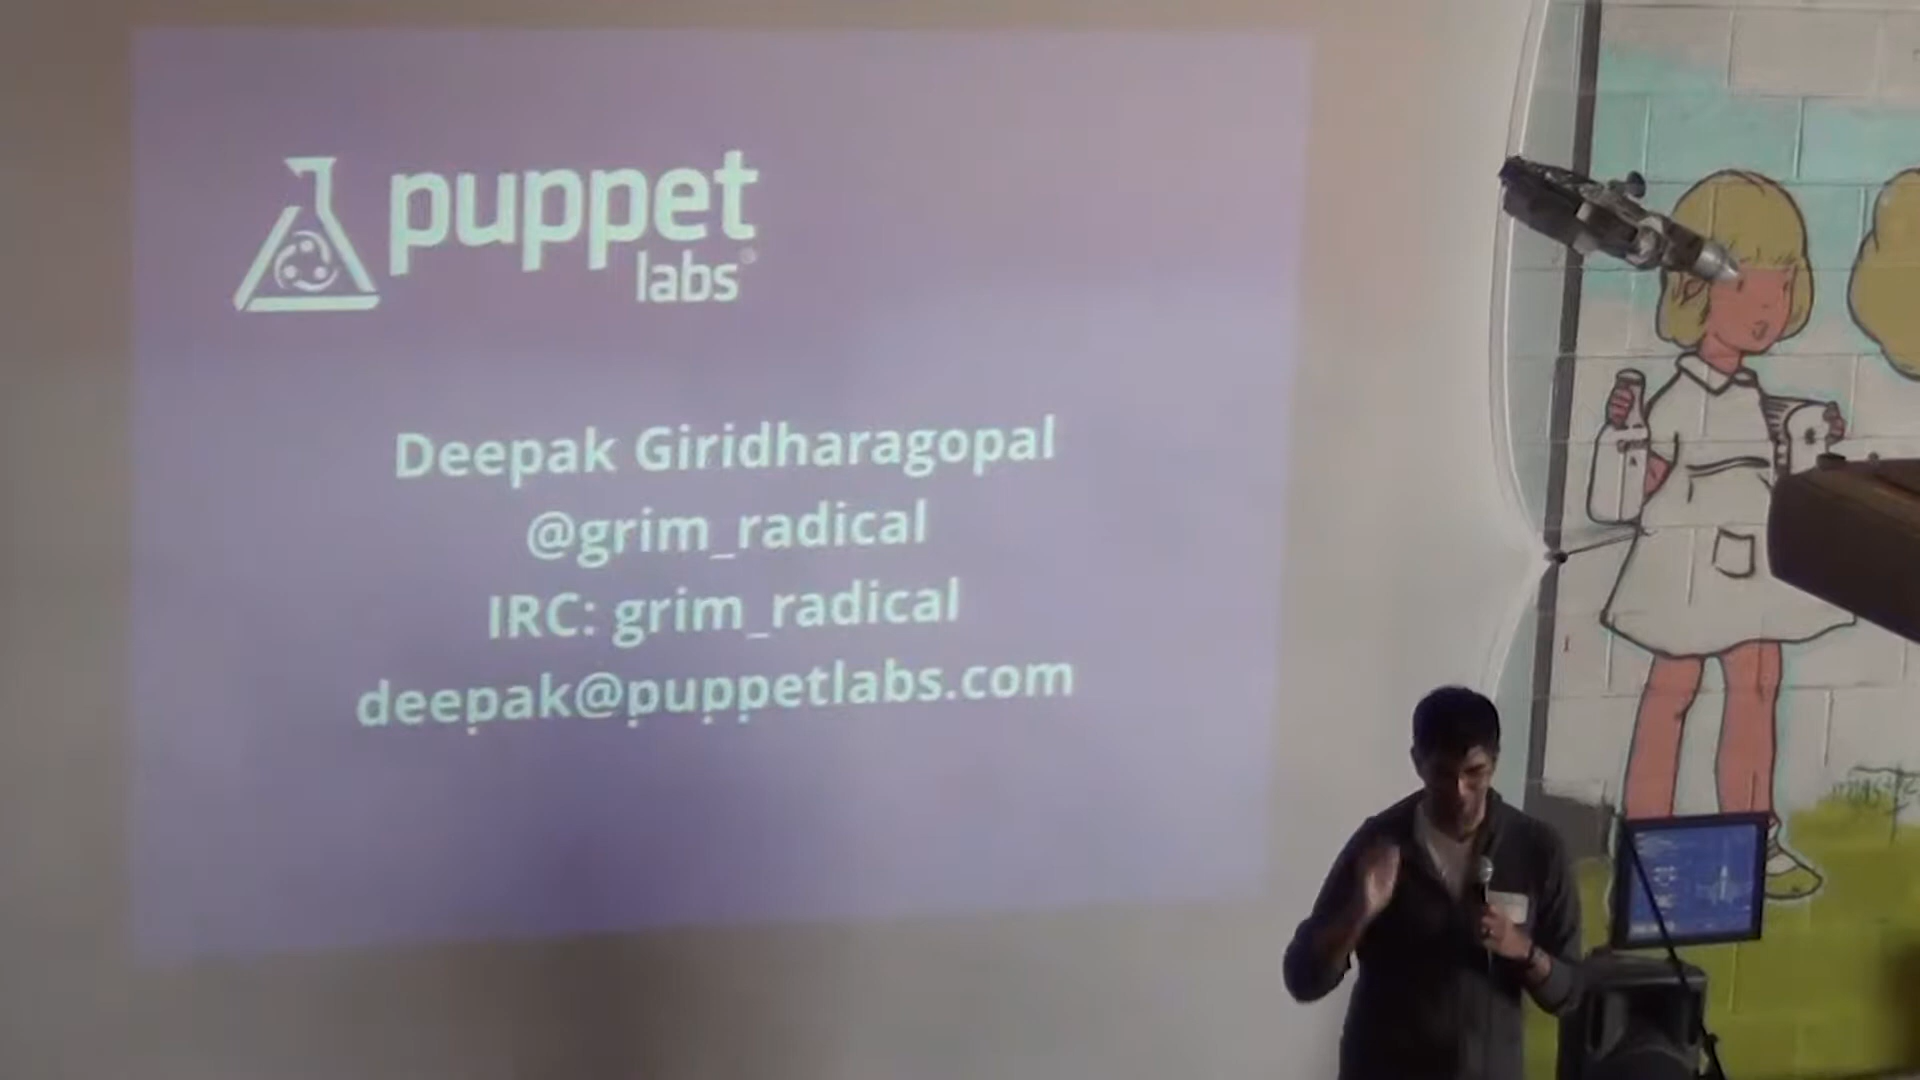 puppet
labs
Deepak Giridharagopal
@grim_radical
IRC: grim_radical
deepak@puppetlabs.com